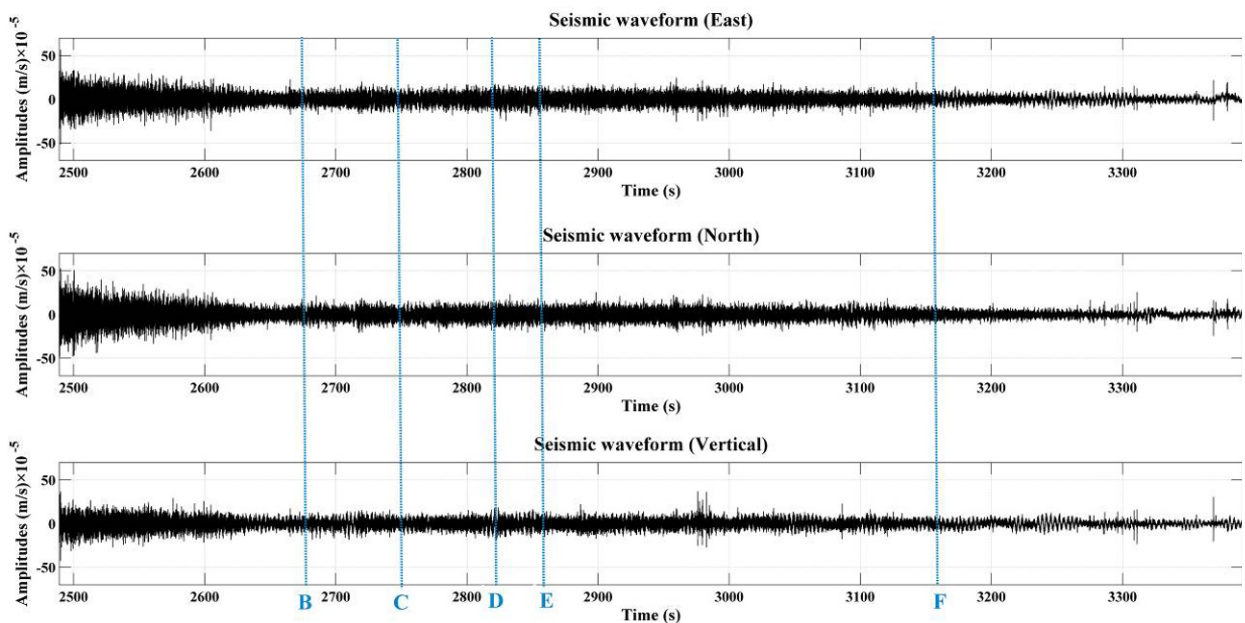 Seismic waveform (East)
Amplitudes (m/s)×10 -5
50
0
-50
2500 2600 2700 2800 2900 3000 3100 3200 3300
Time (s)
Seismic waveform (North)
Amplitudes (m/s)×10 -5
50
0
-50
2500 2600 2700 2800 2900 3000 3100 3200 3300
Time (s)
Seismic waveform (Vertical)
Amplitudes (m/s)×10 -5
50
0
-50
2500 2600 2700 2800 2900 3000 3100 3200 3300
B C D E F
Time (s)